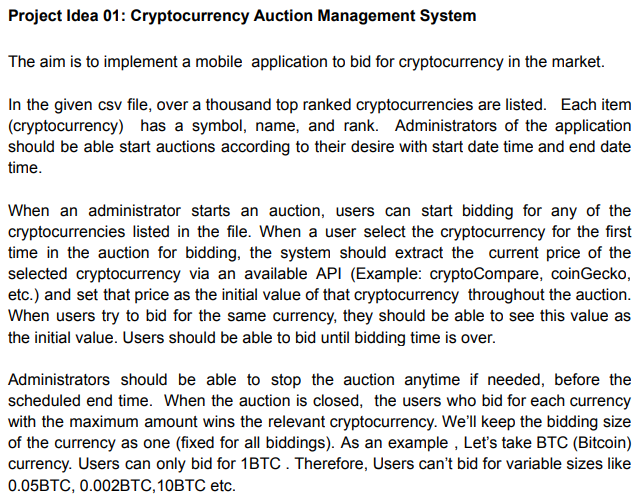 Project Idea 01: Cryptocurrency Auction Management System
The aim is to implement a mobile application to bid for cryptocurrency in the market.
In the given csv file, over a thousand top ranked cryptocurrencies are listed. Each item
(cryptocurrency) has a symbol, name, and rank. Administrators of the application
should be able start auctions according to their desire with start date time and end date
time.
When an administrator starts an auction, users can start bidding for any of the
cryptocurrencies listed in the file. When a user select the cryptocurrency for the first
time in the auction for bidding, the system should extract the current price of the
selected cryptocurrency via an available API (Example: cryptoCompare, coinGecko,
etc.) and set that price as the initial value of that cryptocurrency throughout the auction.
When users try to bid for the same currency, they should be able to see this value as
the initial value. Users should be able to bid until bidding time is over.
Administrators should be able to stop the auction anytime if needed, before the
scheduled end time. When the auction is closed, the users who bid for each currency
with the maximum amount wins the relevant cryptocurrency. We'll keep the bidding size
of the currency as one (fixed for all biddings). As an example , Let's take BTC (Bitcoin)
currency. Users can only bid for 1BTC . Therefore, Users can't bid for variable sizes like
0.05BTC, 0.002BTC,10BTC etc.